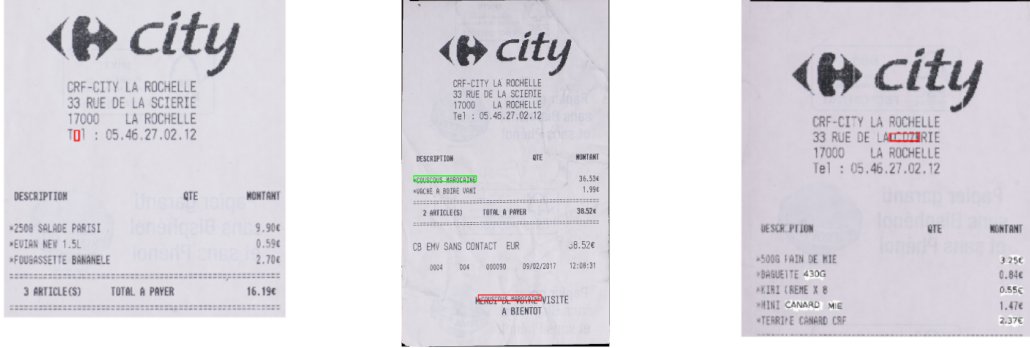 city
CRF-CITY LA ROCHELLE
33 RUE DE LA SCIERIE
17000 LA ROCHELLE
Tel : 05.46.27.02.12
DESCRIPTION QTE MONTANT
*250G SALADE PARISI 9.90€
*EVIAN NEW 1.5L 0.59€
*FOUGASSETTE BANANELE 2.70€
3 ARTICLE(S) TOTAL A PAYER 16.19€
city
CRF-CITY LA ROCHELLE
33 RUE DE LA SCIERIE
17000 LA ROCHELLE
Tel : 05.46.27.02.12
DESCRIPTION QTE MONTANT
*COUSCOUS MAROCAINE 36.53€
*VACHE A BOIRE VANI 1.99€
2 ARTICLE(S) TOTAL A PAYER 38.52€
CB EMV SANS CONTACT EUR 38.52€
0004 004 000090 09/02/2017 12:08:31
VISITE
A BIENTOT
city
CRF-CITY LA ROCHELLE
33 RUE DE
17000 LA ROCHELLE
Tel : 05.46.27.02.12
Papier garanti
DESCRIPTION QTE MONTANT
*500G PAIN DE MIE 3.25€
*BAGUETTE 430G 0.84€
*KIRI CREME X 8 0.55€
*MINI CANARD MIE 1.47€
*TERRINE CANARD CRF 2.37€